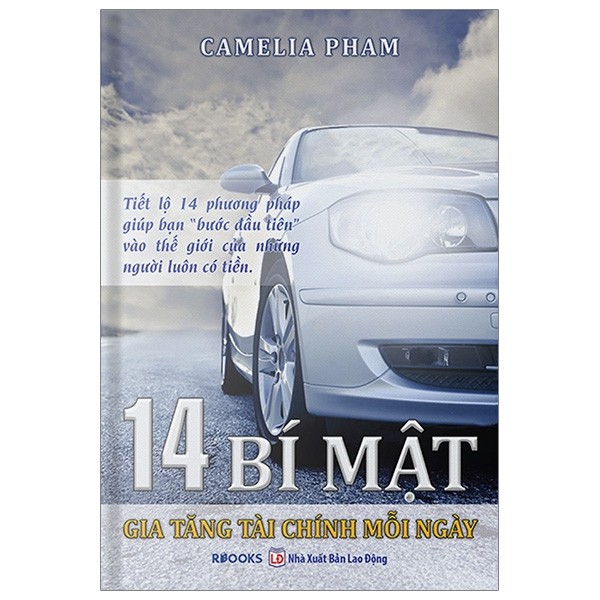 CAMELIA PHAM
Tiết lộ 14 phương pháp
giúp bạn "bước đầu tiên"
vào thế giới của những
người luôn có tiền.
14 BÍ MẬT
GIA TĂNG TÀI CHÍNH MỖI NGÀY
RBOOKS LĐ Nhà Xuất Bản Lao Động